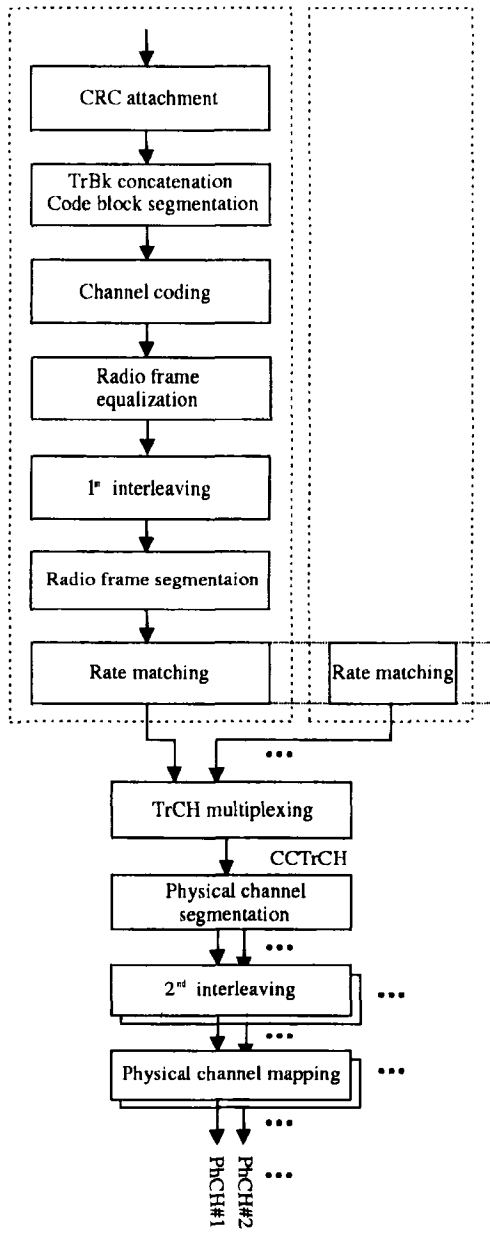 CRC attachment
TrBk concatenation
Code block segmentation
Channel coding
Radio frame
equalization
1st interleaving
Radio frame segmentaion
Rate matching
Rate matching
TrCH multiplexing
CCTrCH
Physical channel
segmentation
2nd interleaving
Physical channel mapping
PhCH#1
PhCH#2